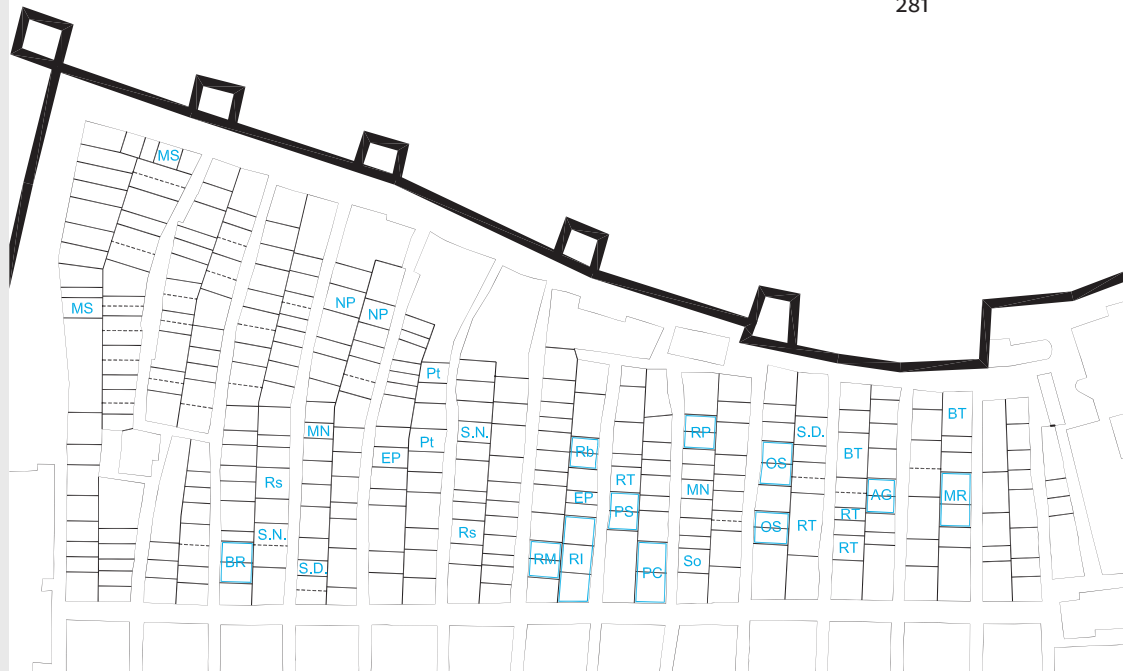 281
MS
MS
NP
NP
Pt
BT
MN
Pt
S.N.
RP
S.D.
EP
Rb
OS
BT
Rs
RT
MN
AG
MR
EP
PS
RT
S.N.
Rs
OS
RT
RT
BR
S.D.
RM
RI
PC
So